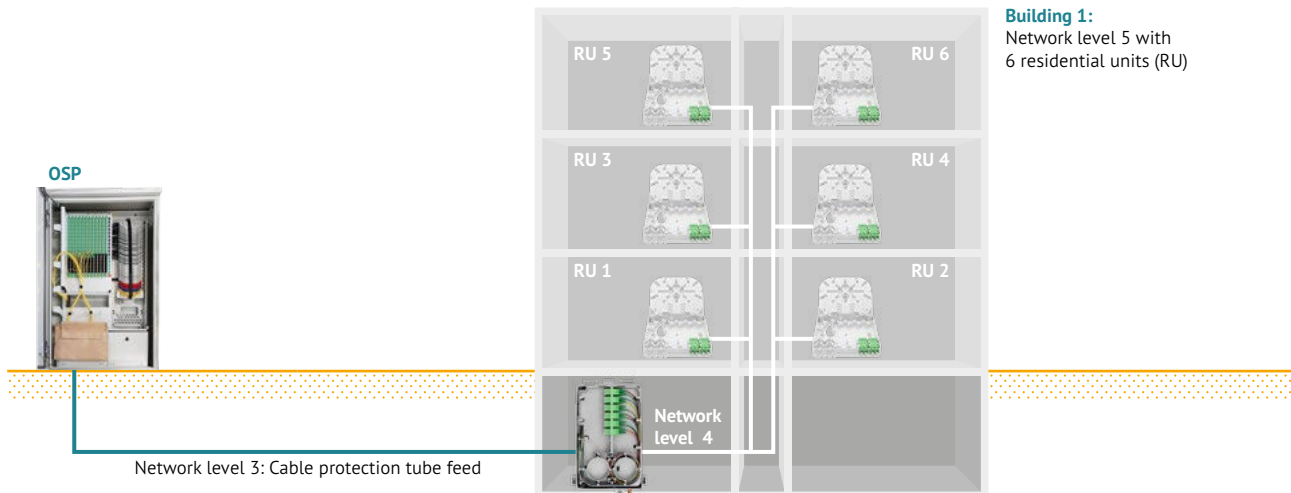 Building 1:
Network level 5 with
6 residential units (RU)
RU 5
RU 6
OSP
RU 3
RU 4
RU 1
RU 2
Network
level 4
Network level 3: Cable protection tube feed